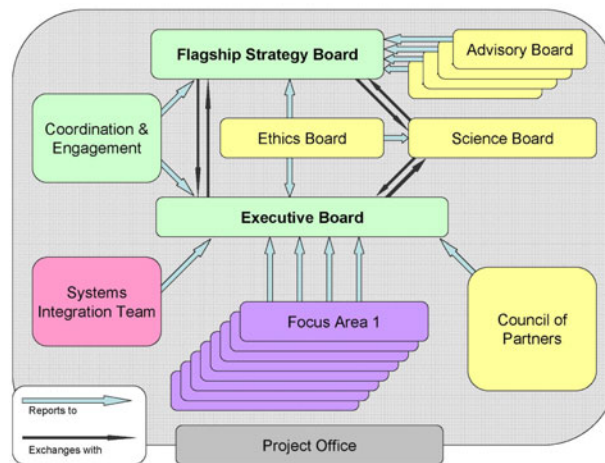 Flagship Strategy Board
Advisory Board
Coordination &
Engagement
Ethics Board
Science Board
Executive Board
Systems
Integration Team
Focus Area 1
Council of
Partners
Reports to
Exchanges with
Project Office